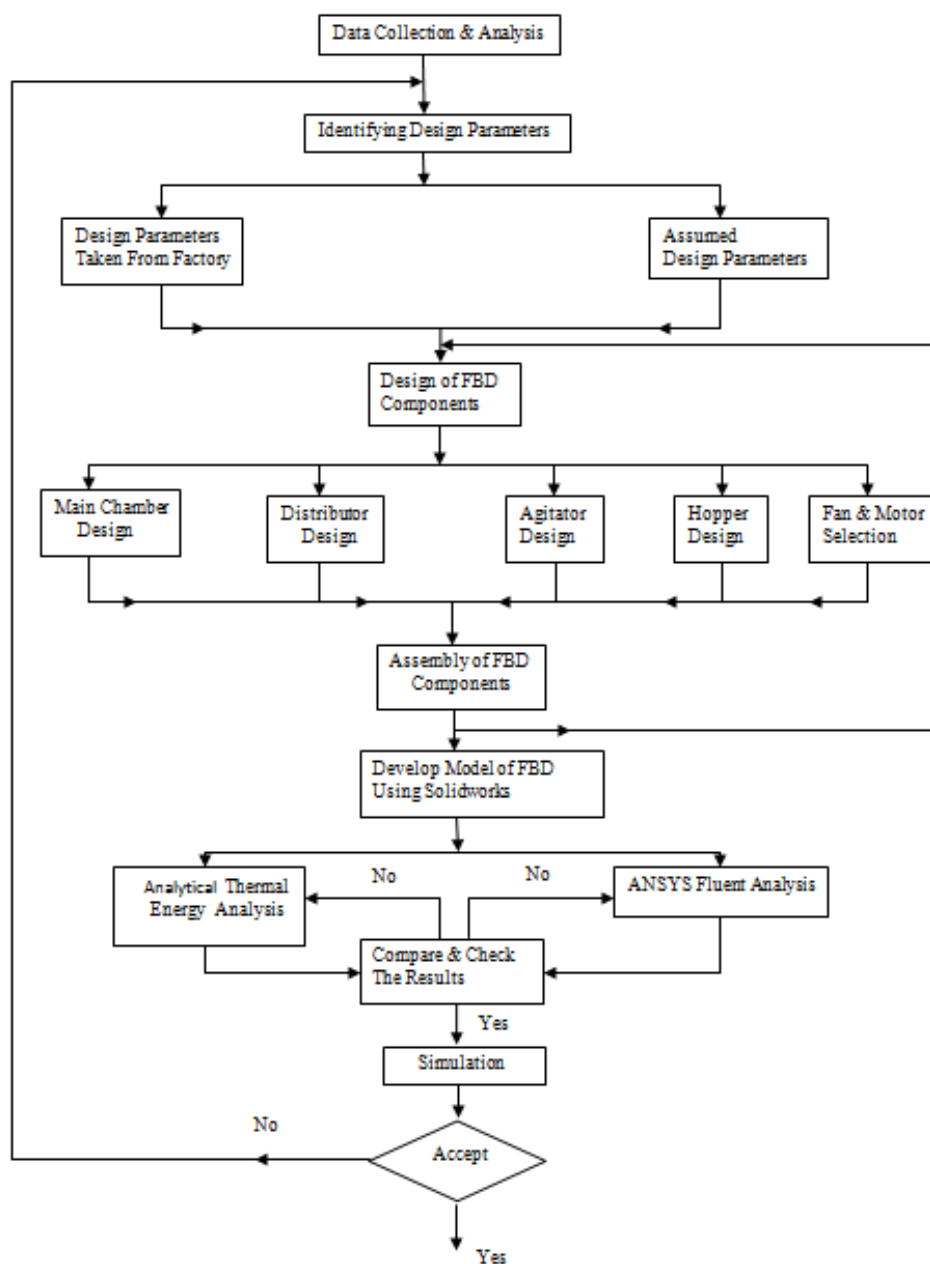 Data Collection & Analysis
Identifying Design Parameters
Design Parameters
Taken From Factory
Assumed
Design Parameters
Design of FBD
Components
Main Chamber
Design
Distributor
Design
Agitator
Design
Hopper
Design
Fan & Motor
Selection
Assembly of FBD
Components
Develop Model of FBD
Using Solidworks
No
No
Analytical Thermal
Energy Analysis
ANSYS Fluent Analysis
Compare & Check
The Results
Yes
Simulation
No
Accept
Yes